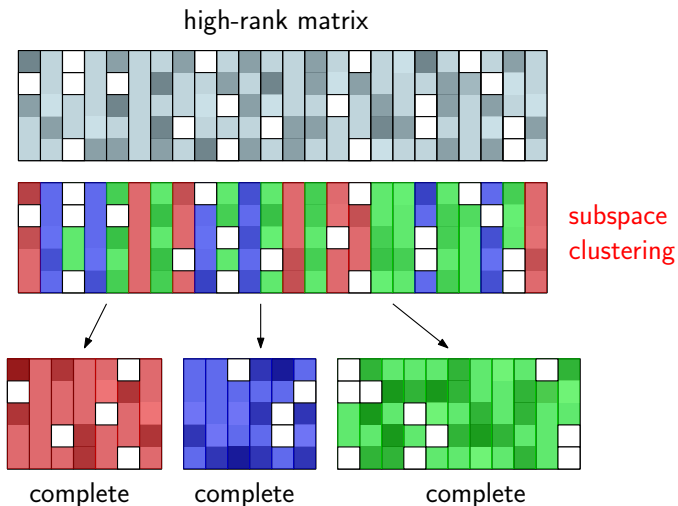 high-rank matrix
subspace
clustering
complete
complete
complete